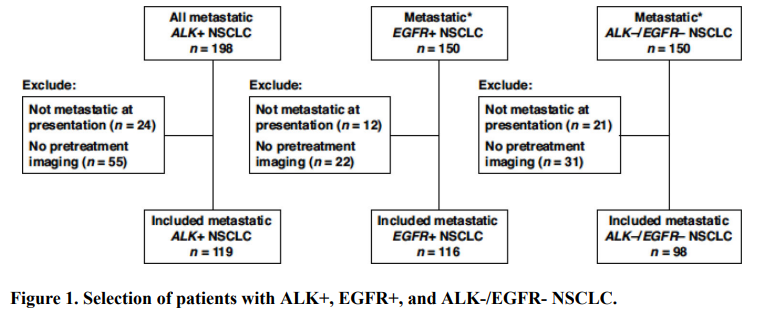 All metastatic
ALK+ NSCLC
n = 198
Metastatic*
EGFR+ NSCLC
n = 150
Metastatic*
ALK–/EGFR– NSCLC
n = 150
Exclude:
Not metastatic at
presentation (n = 24)
No pretreatment
imaging (n = 55)
Exclude:
Not metastatic at
presentation (n = 12)
No pretreatment
imaging (n = 22)
Exclude:
Not metastatic at
presentation (n = 21)
No pretreatment
imaging (n = 31)
Included metastatic
ALK+ NSCLC
n = 119
Included metastatic
EGFR+ NSCLC
n = 116
Included metastatic
ALK–/EGFR– NSCLC
n = 98
Figure 1. Selection of patients with ALK+, EGFR+, and ALK-/EGFR- NSCLC.